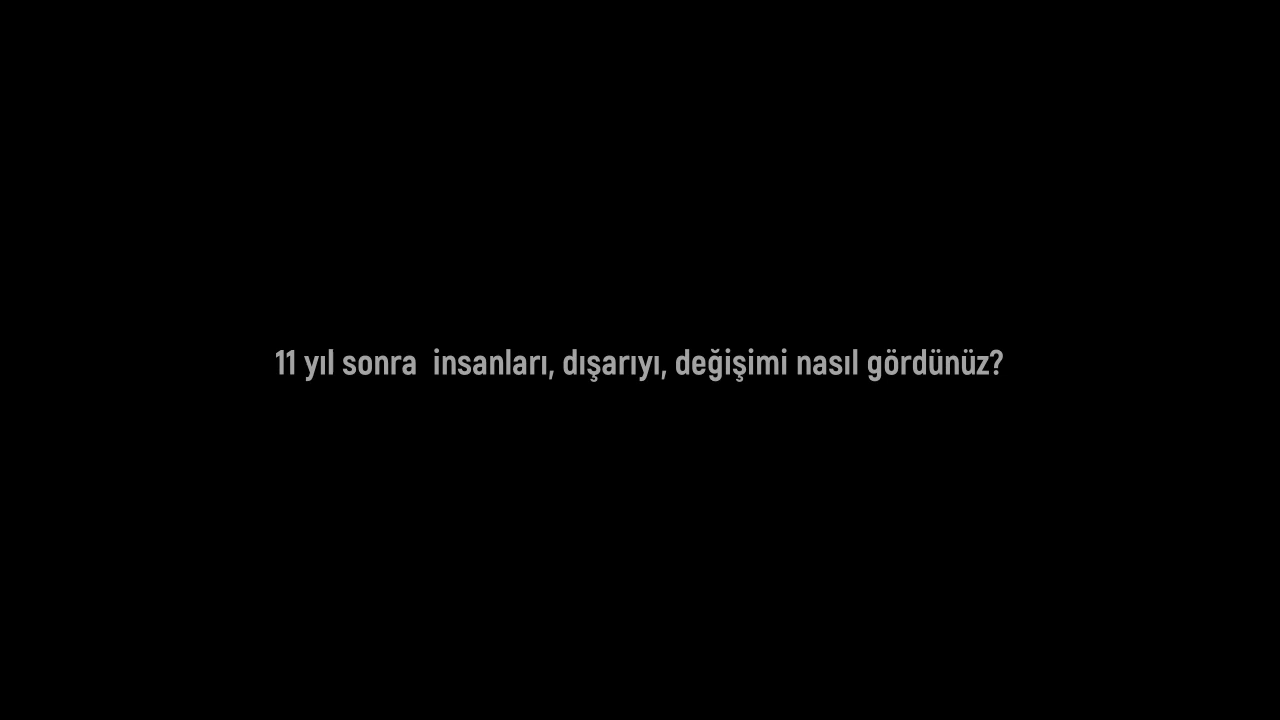 11 yıl sonra  insanları, dışarıyı, değişimi nasıl gördünüz?